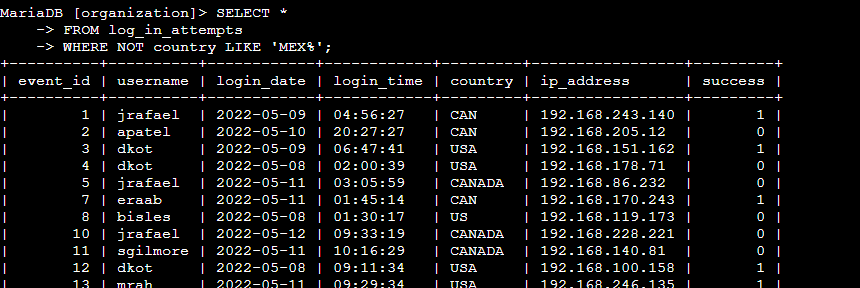 MariaDB [organization]> SELECT *
    -> FROM log_in_attempts
    -> WHERE NOT country LIKE 'MEX%';
+----------+----------+------------+------------+---------+-----------------+---------+
| event_id | username | login_date | login_time | country | ip_address      | success |
+----------+----------+------------+------------+---------+-----------------+---------+
|        1 | jrafael  | 2022-05-09 | 04:56:27   | CAN     | 192.168.243.140 |       1 |
|        2 | apatel   | 2022-05-10 | 20:27:27   | CAN     | 192.168.205.12  |       0 |
|        3 | dkot     | 2022-05-09 | 06:47:41   | USA     | 192.168.151.162 |       1 |
|        4 | dkot     | 2022-05-08 | 02:00:39   | USA     | 192.168.178.71  |       0 |
|        5 | jrafael  | 2022-05-11 | 03:05:59   | CANADA  | 192.168.86.232  |       0 |
|        7 | eraab    | 2022-05-11 | 01:45:14   | CAN     | 192.168.170.243 |       1 |
|        8 | bisles   | 2022-05-08 | 01:30:17   | US      | 192.168.119.173 |       0 |
|       10 | jrafael  | 2022-05-12 | 09:33:19   | CANADA  | 192.168.228.221 |       0 |
|       11 | sgilmore | 2022-05-11 | 10:16:29   | CANADA  | 192.168.140.81  |       0 |
|       12 | dkot     | 2022-05-08 | 09:11:34   | USA     | 192.168.100.158 |       1 |
|       13 | mrah     | 2022-05-11 | 09:29:34   | USA     | 192.168.246.135 |       1 |